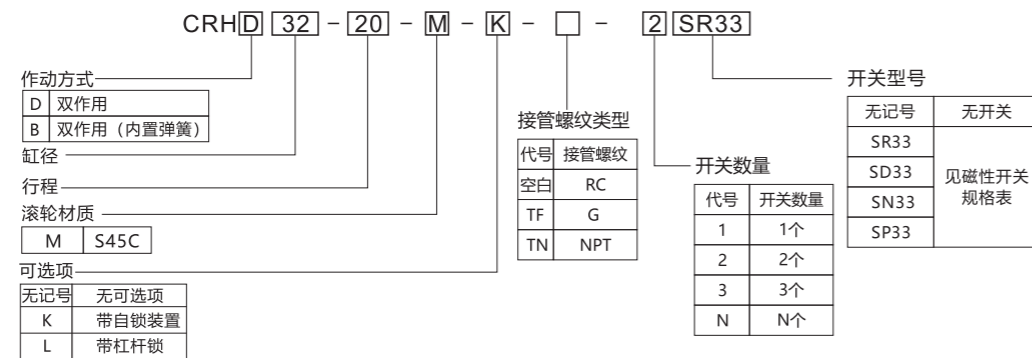 CRHD 32 - 20 - M - K - □ - 2 SR33
作动方式
D 双作用
B 双作用（内置弹簧）
缸径
行程
滚轮材质
M S45C
可选项
无记号 无可选项
K 带自锁装置
L 带杠杆锁
接管螺纹类型
代号 接管螺纹
空白 RC
TF G
TN NPT
开关数量
代号 开关数量
1 1个
2 2个
3 3个
N N个
开关型号
无记号 无开关
SR33
SD33
SN33
SP33
见磁性开关
规格表